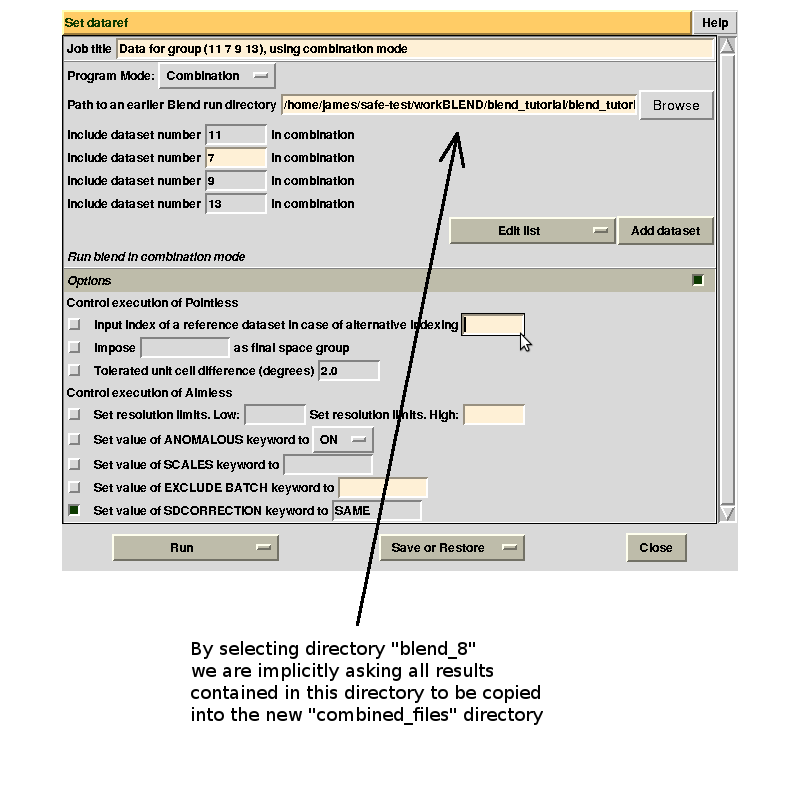 Set dataref Help
Job title Data for group (11 7 9 13), using combination mode
Program Mode: Combination
Path to an earlier Blend run directory /home/james/safe-test/workBLEND/blend_tutorial/blend_tutori Browse
Include dataset number 11 in combination
Include dataset number 7 in combination
Include dataset number 9 in combination
Include dataset number 13 in combination
Edit list Add dataset
Run blend in combination mode
Options
Control execution of Pointless
Input index of a reference dataset in case of alternative indexing
Impose as final space group
Tolerated unit cell difference (degrees) 2.0
Control execution of Aimless
Set resolution limits. Low: Set resolution limits. High:
Set value of ANOMALOUS keyword to ON
Set value of SCALES keyword to
Set value of EXCLUDE BATCH keyword to
Set value of SDCORRECTION keyword to SAME
Run Save or Restore Close
By selecting directory "blend_8"
we are implicitly asking all results
contained in this directory to be copied
into the new "combined_files" directory